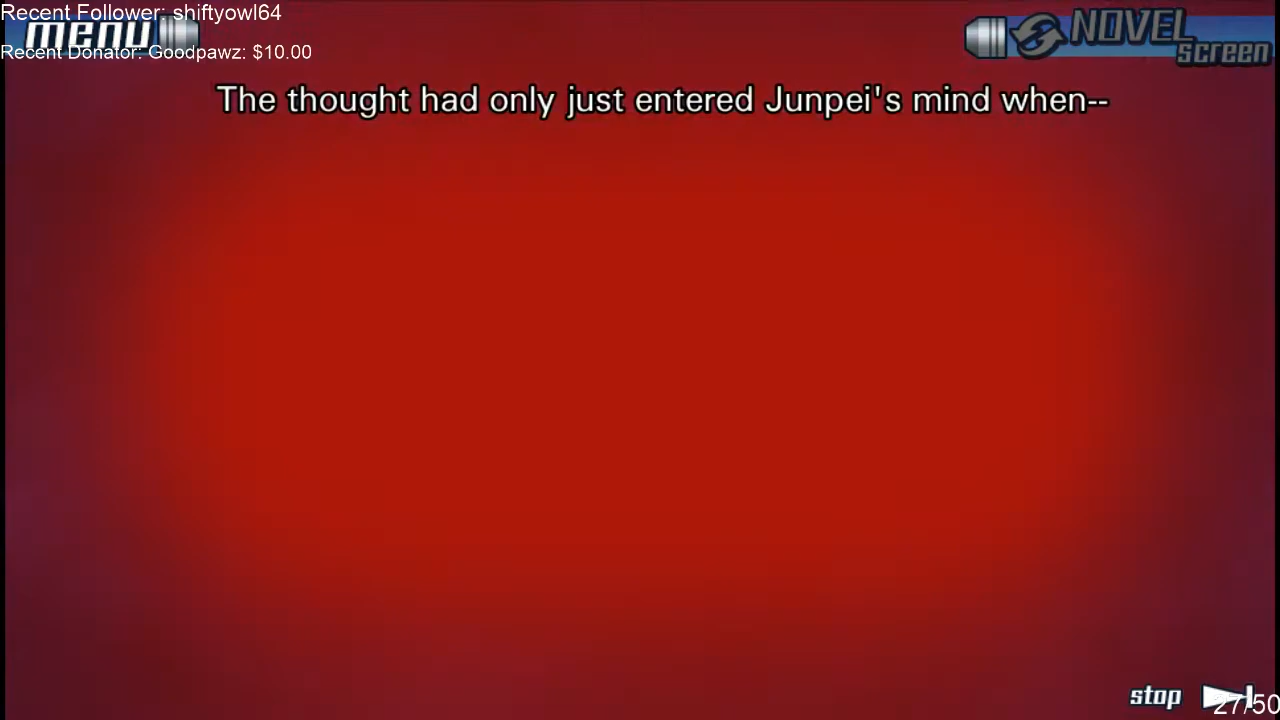 Recent Follower: shiftyowl64
menu
NOVEL
screen
Recent Donator: Goodpawz: $10.00
The thought had only just entered Junpei's mind when--
stop
27/50